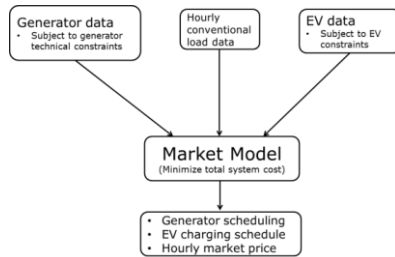 Generator data
• Subject to generator
technical constraints
Hourly
conventional
load data
EV data
• Subject to EV
constraints
Market Model
(Minimize total system cost)
• Generator scheduling
• EV charging schedule
• Hourly market price